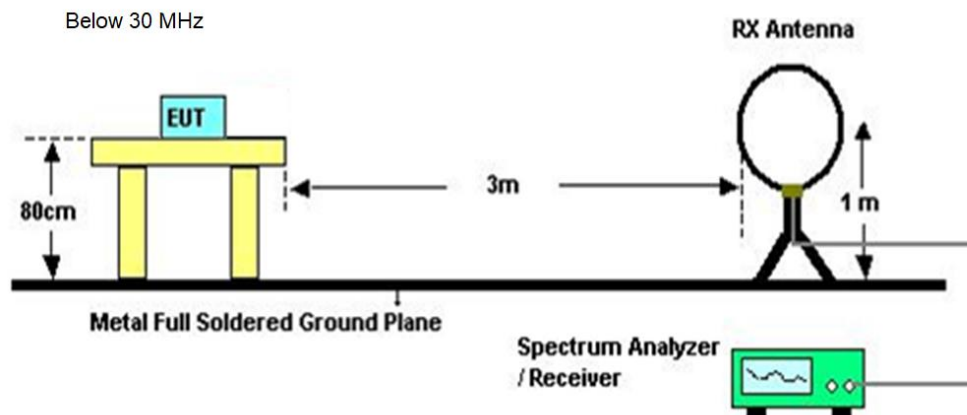 Below 30 MHz
RX Antenna
EUT
80cm
3m
1 m
Metal Full Soldered Ground Plane
Spectrum Analyzer
/ Receiver